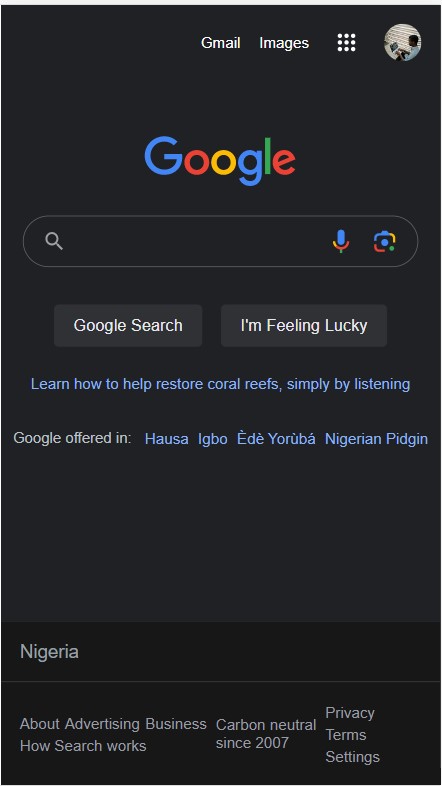 Gmail Images
Google
Google Search I'm Feeling Lucky
Learn how to help restore coral reefs, simply by listening
Google offered in: Hausa Igbo Èdè Yorùbá Nigerian Pidgin
Nigeria
About Advertising Business
How Search works
Carbon neutral
since 2007
Privacy
Terms
Settings